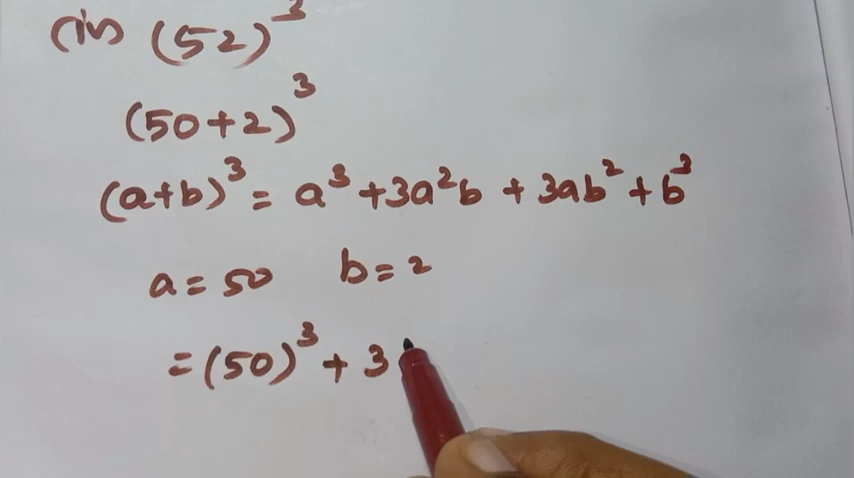 (iv) (52)³
(50+2)³
(a+b)³ = a³ + 3a²b + 3ab² + b³
a = 50 b = 2
= (50)³ + 3